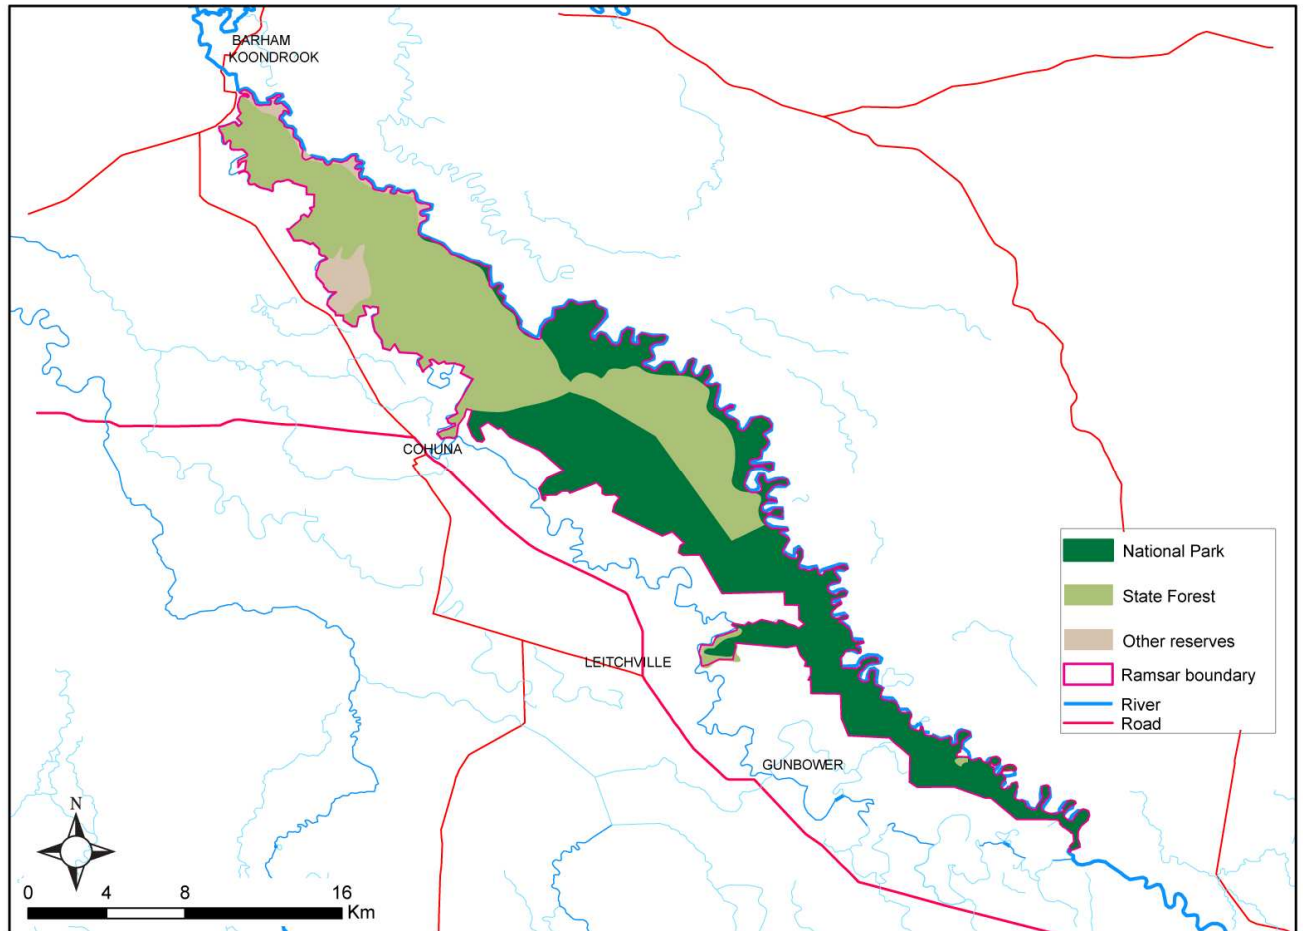 BARHAM
KOONDROOK
COHUNA
LEITCHVILLE
GUNBOWER
National Park
State Forest
Other reserves
Ramsar boundary
River
Road
N
0 4 8 16
Km